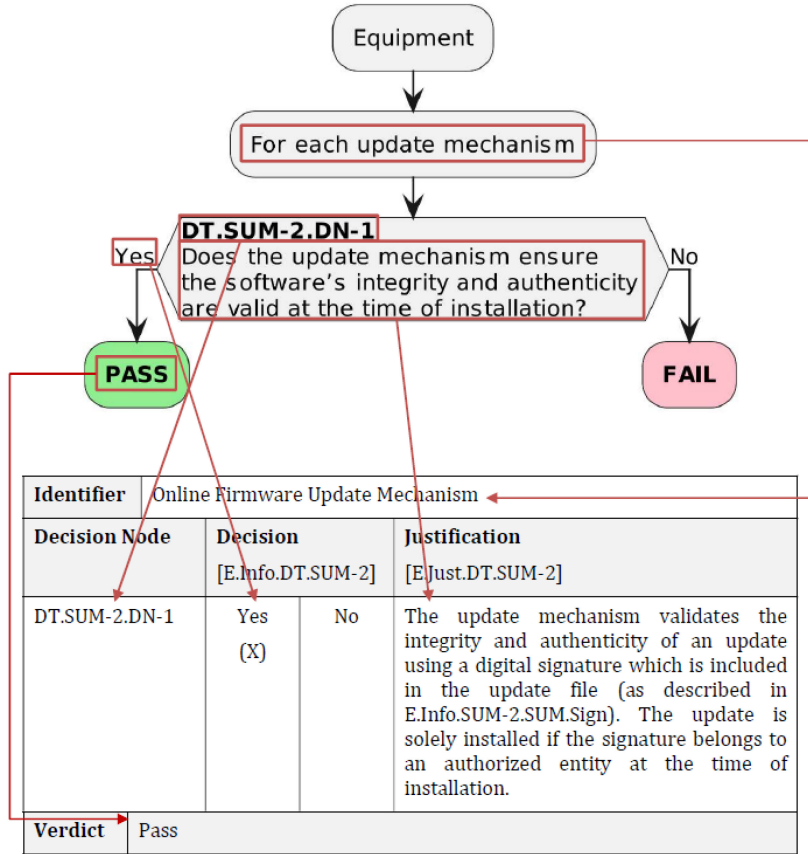 Equipment
For each update mechanism
DT.SUM-2.DN-1
Yes
Does the update mechanism ensure
the software's integrity and authenticity
are valid at the time of installation?
No
PASS
FAIL
Identifier
Online Firmware Update Mechanism
Decision Node
Decision
[E.Info.DT.SUM-2]
Justification
[E.Just.DT.SUM-2]
DT.SUM-2.DN-1
Yes
(X)
No
The update mechanism validates the
integrity and authenticity of an update
using a digital signature which is included
in the update file (as described in
E.Info.SUM-2.SUM.Sign). The update is
solely installed if the signature belongs to
an authorized entity at the time of
installation.
Verdict
Pass